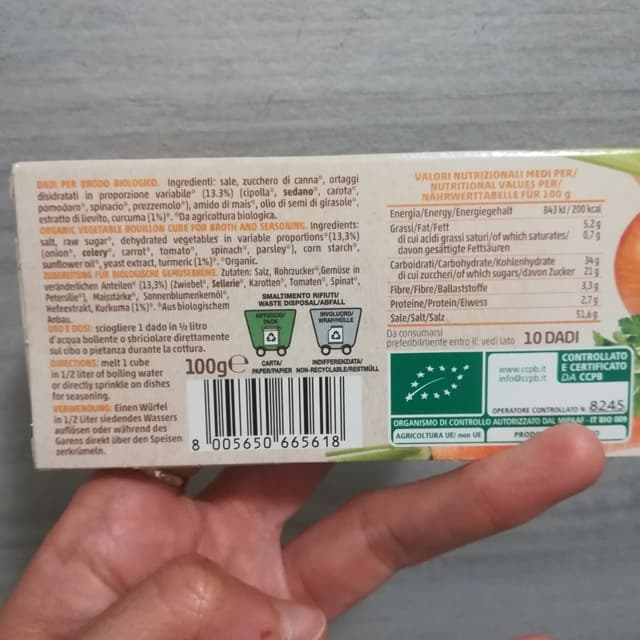 DADI PER BRODO BIOLOGICO. Ingredienti: sale, zucchero di canna°, ortaggi
disidratati in proporzione variabile° (13.3%) (cipolla°, sedano°, carota°,
pomodoro°, spinacio°, prezzemolo°), amido di mais°, olio di semi di girasole°,
estratto di lievito, curcuma (1%)°. °Da agricoltura biologica.
ORGANIC VEGETABLE BOUILLON CUBE FOR BROTH AND SEASONING. Ingredients:
salt, raw sugar°, dehydrated vegetables in variable proportions°(13,3%)
(onion°, celery°, carrot°, tomato°, spinach°, parsley°), corn starch°,
sunflower oil°, yeast extract, turmeric (1%)°. °Organic.
ZUBEREITUNG FÜR BIOLOGISCHE GEMÜSEBRÜHE. Zutaten: Salz, Rohrzucker°,Gemüse in
veränderlichen Anteilen° (13,3%) (Zwiebel°, Sellerie°, Karotten°, Tomaten°, Spinat°,
Petersilie°), Maisstärke°, Sonnenblumenkernöl°,
Hefeextrakt, Kurkuma (1%)°. °Aus biologischem
Anbau.
USO E DOSI: sciogliere 1 dado in ½ litro
d'acqua bollente o sbriciolare direttamente
sul cibo o pietanza durante la cottura.
DIRECTIONS: melt 1 cube
in 1/2 liter of boiling water
or directly sprinkle on dishes
for seasoning.
VERWENDUNG: Einen Würfel
in 1/2 Liter siedendes Wasser
auflösen oder während des
Garens direkt über den Speisen
zerkrümeln.
SMALTIMENTO RIFIUTI/
WASTE DISPOSAL/ABFALL
ASTUCCIO/
PACK
INVOLUCRO/
WRAP/HÜLLE
CARTA/
PAPER/PAPIER
INDIFFERENZIATA/
NON-RECYCLABLE/RESTMÜLL
100g℮
8 005650 665618
VALORI NUTRIZIONALI MEDI PER/
NUTRITIONAL VALUES PER/
NÄHRWERTTABELLE FÜR 100 g
Energia/Energy/Energiegehalt 843 kj / 200 kcal
Grassi/Fat/Fett 5,2 g
di cui acidi grassi saturi/of which saturates/ 0,7 g
davon gesättigte Fettsäuren
Carboidrati/Carbohydrate/Kohlenhydrate 34 g
di cui zuccheri/of which sugars/davon Zucker 21 g
Fibre/Fibre/Ballaststoffe 3,3 g
Proteine/Protein/Eiweiss 2,7 g
Sale/Salt/Salz 51,6 g
Da consumarsi
preferibilmente entro il: vedi lato 10 DADI
www.ccpb.it
info@ccpb.it
CONTROLLATO
E CERTIFICATO
DA CCPB
OPERATORE CONTROLLATO N. 8245
ORGANISMO DI CONTROLLO AUTORIZZATO DAL MIPAAF - IT BIO 009
AGRICOLTURA UE/ non UE